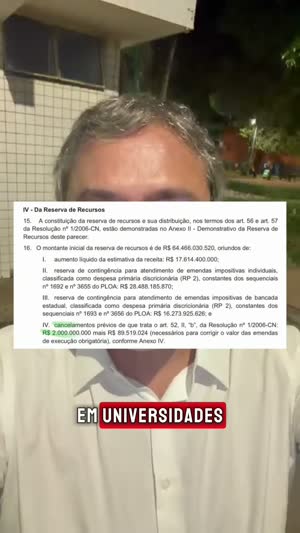 IV - Da Reserva de Recursos
15. A constituição da reserva de recursos e sua distribuição, nos termos dos art. 56 e art. 57
da Resolução nº 1/2006-CN, estão demonstradas no Anexo II - Demonstrativo da Reserva de
Recursos deste parecer.
16. O montante inicial da reserva de recursos é de R$ 64.466.030.520, oriundos de:
I. aumento líquido da estimativa da receita: R$ 17.614.400.000;
II. reserva de contingência para atendimento de emendas impositivas individuais,
classificada como despesa primária discricionária (RP 2), constantes dos sequenciais
nº 1692 e nº 3655 do PLOA: R$ 28.488.185.870;
III. reserva de contingência para atendimento de emendas impositivas de bancada
estadual, classificada como despesa primária discricionária (RP 2), constantes dos
sequenciais nº 1693 e nº 3656 do PLOA: R$ 16.273.925.626; e
IV. cancelamentos prévios de que trata o art. 52, II, "b", da Resolução nº 1/2006-CN:
R$ 2.000.000.000 mais R$ 89.519.024 (necessários para corrigir o valor das emendas
de execução obrigatória), conforme Anexo IV.
EM UNIVERSIDADES